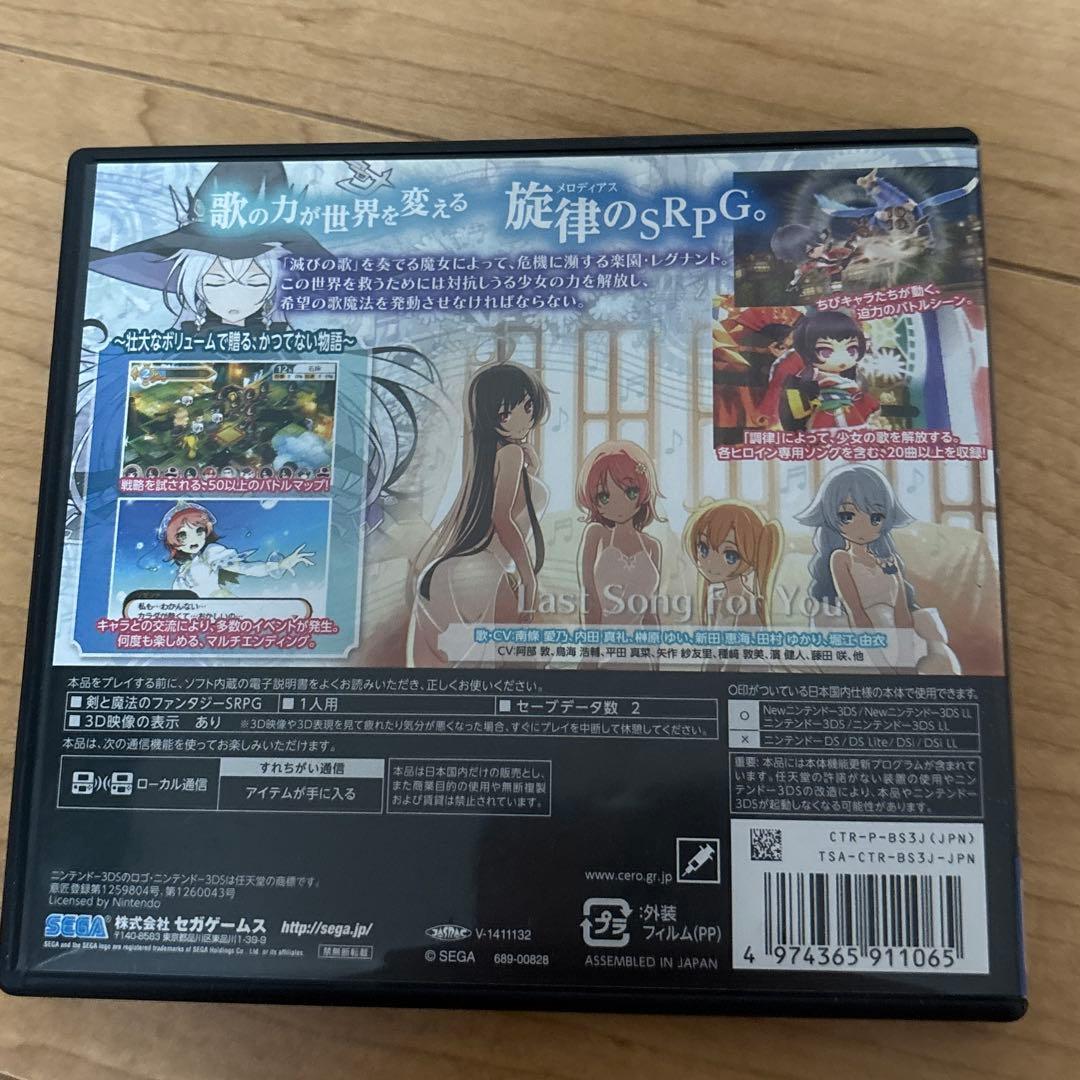 歌の力が世界を変える
旋律のSRPG。
メロディアス
「滅びの歌」を奏でる魔女によって、危機に瀕する楽園・レグナント。
この世界を救うためには対抗しうる少女の力を解放し、
希望の歌魔法を発動させなければならない。
ちびキャラたちが動く、
迫力のバトルシーン。
～壮大なボリュームで贈る、かつてない物語～
戦略を試される、50以上のバトルマップ!
「調律」によって、少女の歌を解放する。
各ヒロイン専用ソングを含む、20曲以上を収録!
私も…わかんない…
カラダが熱くて…おかしいの…
キャラとの交流により、多数のイベントが発生。
何度も楽しめる、マルチエンディング。
Last Song For You
歌・CV:南條 愛乃、内田 真礼、榊原 ゆい、新田 恵海、田村 ゆかり、堀江 由衣
CV:阿部 敦、鳥海 浩輔、平田 真菜、矢作 紗友里、種﨑 敦美、濱 健人、藤田 咲、他
本品をプレイする前に、ソフト内蔵の電子説明書をよくお読みいただき、正しくお使いください。
■剣と魔法のファンタジーSRPG
■1人用
■セーブデータ数 2
■3D映像の表示 あり ※3D映像や3D表現を見て疲れたり気分が悪くなった場合、すぐにプレイを中断して休憩してください。
本品は、次の通信機能を使ってお楽しみいただけます。
ローカル通信
すれちがい通信
アイテムが手に入る
本品は日本国内だけの販売とし、
また商業目的の使用や無断複製
および賃貸は禁止されています。
○印がついている日本国内仕様の本体で使用できます。
○ Newニンテンドー3DS/Newニンテンドー3DS LL
ニンテンドー3DS/ニンテンドー3DS LL
× ニンテンドーDS/DS Lite/DSi/DSi LL
重要:本品には本体機能更新プログラムが含まれて
います。任天堂の許諾がない装置の使用やニン
テンドー3DSの改造により、本品やニンテンドー
3DSが起動しなくなる可能性があります。
CTR-P-BS3J(JPN)
TSA-CTR-BS3J-JPN
4 974365 911065
www.cero.gr.jp
プラ
:外装
フィルム(PP)
ASSEMBLED IN JAPAN
ニンテンドー3DSのロゴ・ニンテンドー3DSは任天堂の商標です。
意匠登録第1259804号, 第1260043号
Licensed by Nintendo
SEGA 株式会社 セガゲームス http://sega.jp/
〒140-8583 東京都品川区東品川1-39-9
SEGA and the SEGA logo are registered trademarks of SEGA Holdings Co., Ltd. or its affiliates.
禁無断転載
JASRAC V-1411132
© SEGA 689-00828